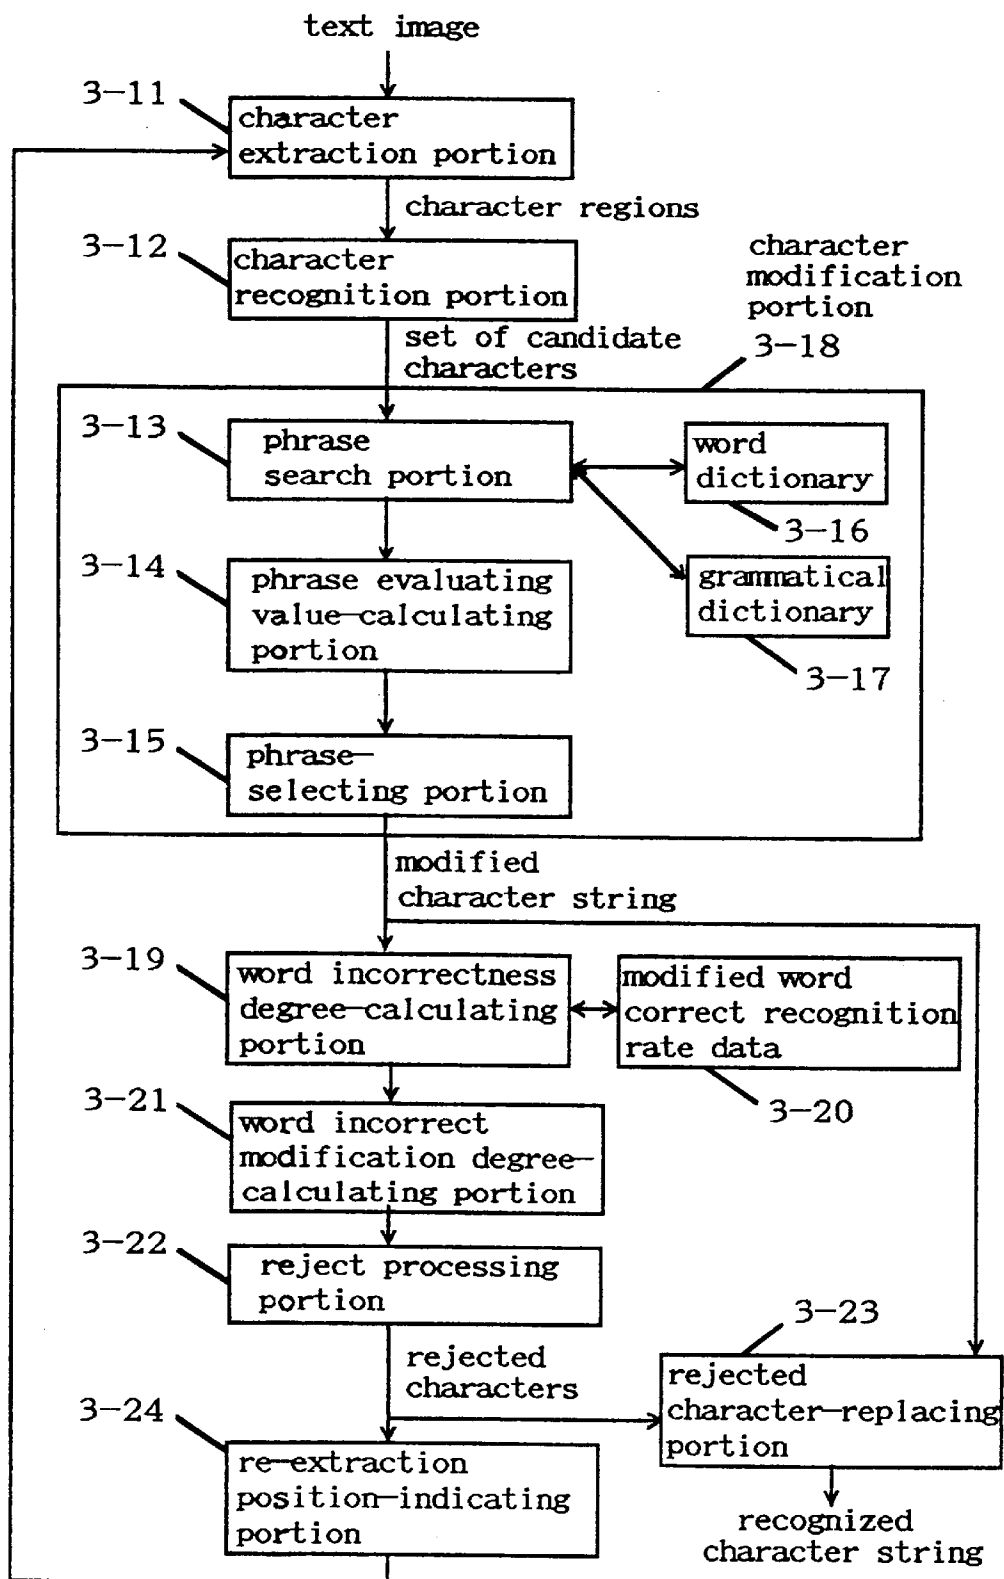 text image
3-11
character
extraction portion
character regions
3-12
character
recognition portion
character
modification
portion
3-18
set of candidate
characters
3-13
phrase
search portion
word
dictionary
3-16
3-14
phrase evaluating
value-calculating
portion
grammatical
dictionary
3-17
3-15
phrase-
selecting portion
modified
character string
3-19
word incorrectness
degree-calculating
portion
modified word
correct recognition
rate data
3-20
3-21
word incorrect
modification degree-
calculating portion
3-22
reject processing
portion
3-23
rejected
characters
rejected
character-replacing
portion
3-24
re-extraction
position-indicating
portion
recognized
character string